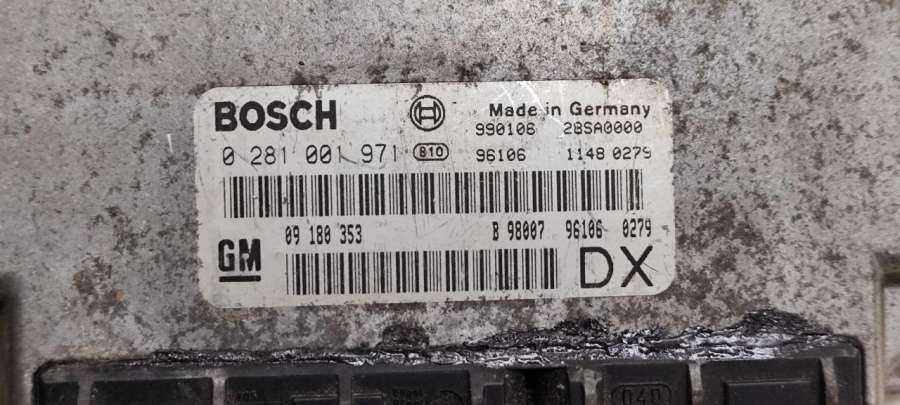 BOSCH Made in Germany
990106 28SA0000
0 281 001 971 810 96106 1148 0279
09 180 353 B 98007 96106 0279
GM DX
04P